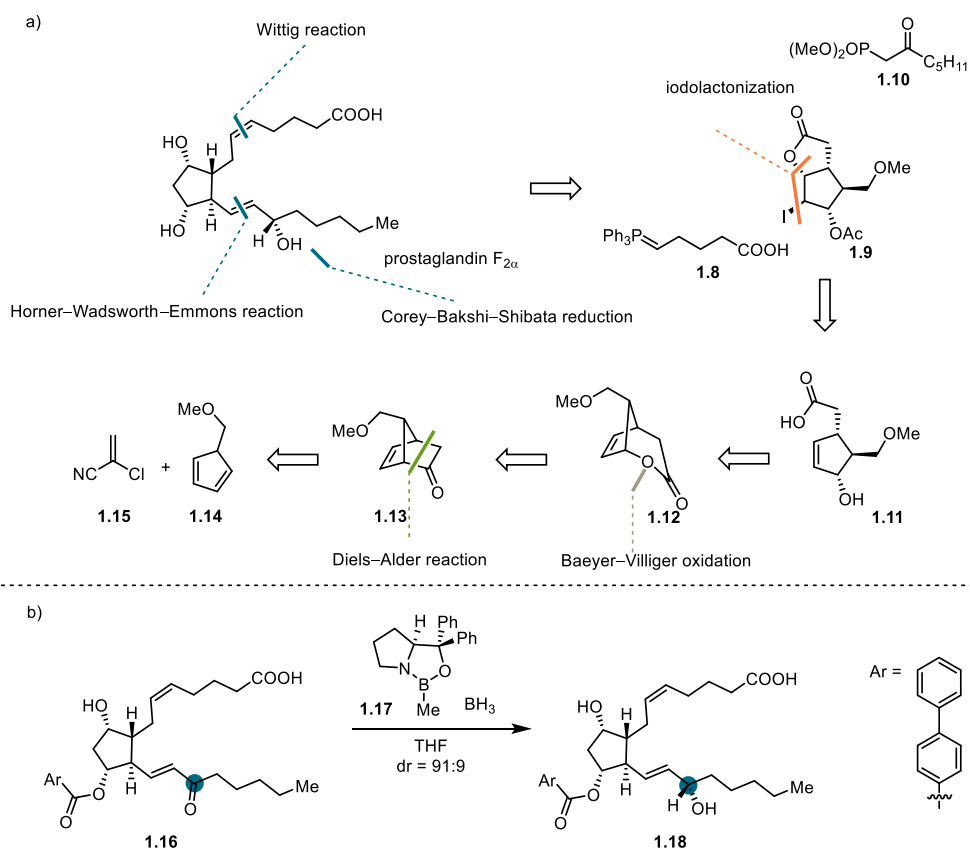 a)
Wittig reaction
O
(MeO)₂OP
C₅H₁₁
1.10
iodolactonization
COOH
HO
H
H
HO
H
OH
Me
prostaglandin F₂α
Horner–Wadsworth–Emmons reaction
Corey–Bakshi–Shibata reduction
O
O
OMe
I
OAc
1.9
Ph₃P
COOH
1.8
NC
Cl
1.15
+
MeO
1.14
MeO
O
1.13
Diels–Alder reaction
MeO
O
O
1.12
Baeyer–Villiger oxidation
O
HO
OMe
OH
1.11
b)
COOH
HO
H
H
Ar
O
O
O
Me
1.16
H
Ph
Ph
N
O
B
Me
1.17
BH₃
THF
dr = 91:9
COOH
HO
H
H
Ar
O
O
H
OH
Me
1.18
Ar =